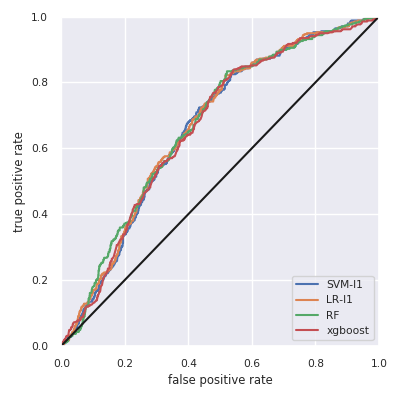 1.0
0.8
0.6
0.4
0.2
0.0
true positive rate
SVM-l1
LR-l1
RF
xgboost
0.0 0.2 0.4 0.6 0.8 1.0
false positive rate